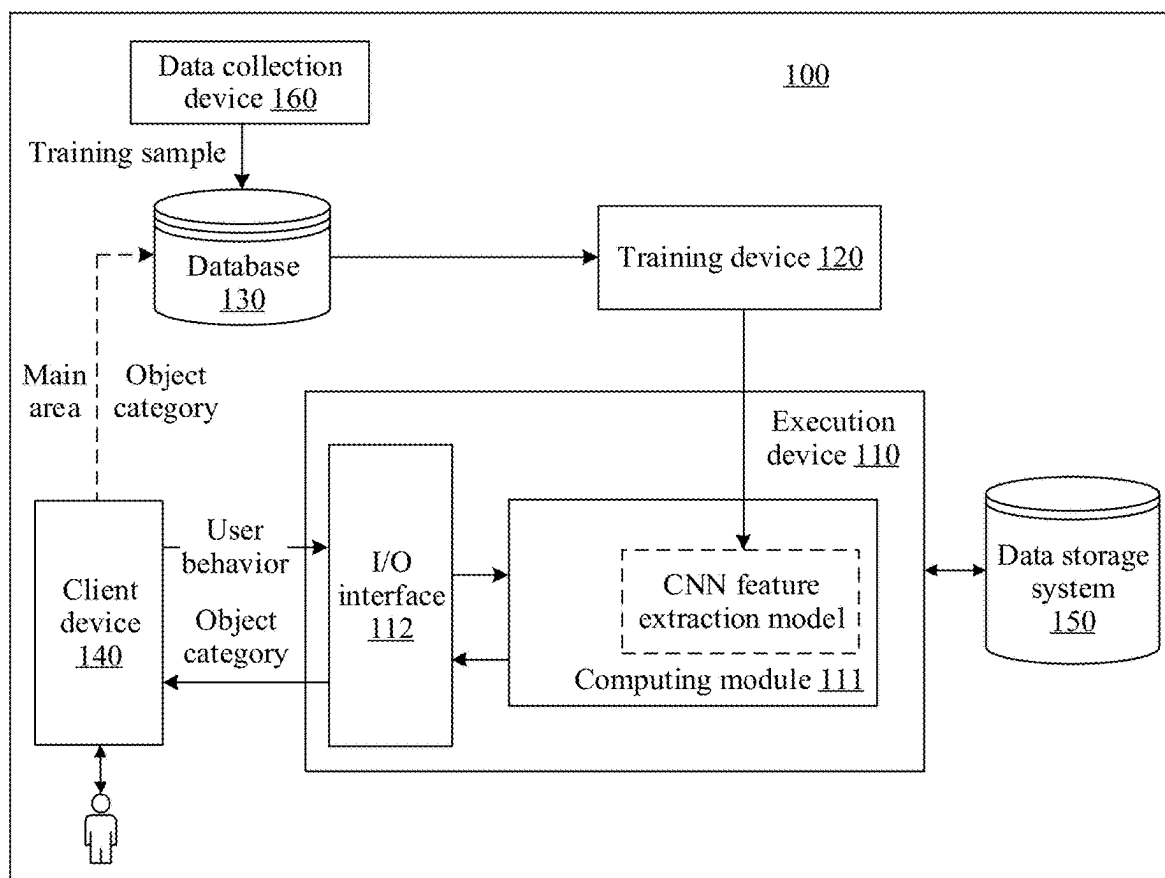 Data collection
device 160
100
Training sample
Database
130
Training device 120
Main
area
Object
category
Execution
device 110
User
behavior
Client
device
140
Object
category
I/O
interface
112
CNN feature
extraction model
Computing module 111
Data storage
system
150